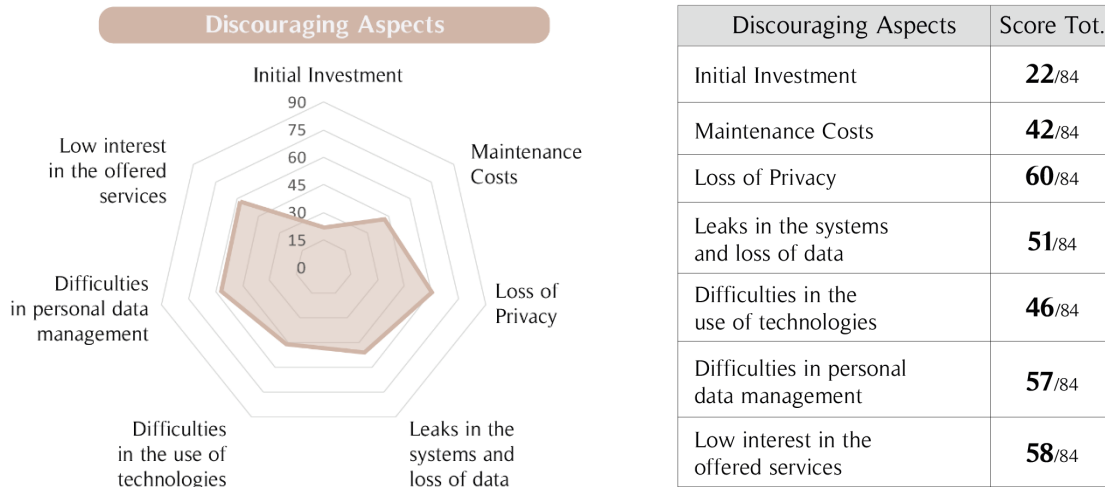 Discouraging Aspects
Initial Investment
90
75
60
45
30
15
0
Maintenance
Costs
Loss of
Privacy
Leaks in the
systems and
loss of data
Difficulties
in the use of
technologies
Difficulties
in personal data
management
Low interest
in the offered
services
Discouraging Aspects Score Tot.
Initial Investment 22/84
Maintenance Costs 42/84
Loss of Privacy 60/84
Leaks in the systems
and loss of data 51/84
Difficulties in the
use of technologies 46/84
Difficulties in personal
data management 57/84
Low interest in the
offered services 58/84